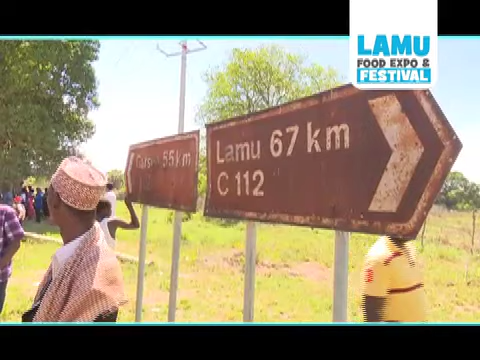 LAMU
FOOD EXPO &
FESTIVAL
55 km
Lamu 67 km
C 112